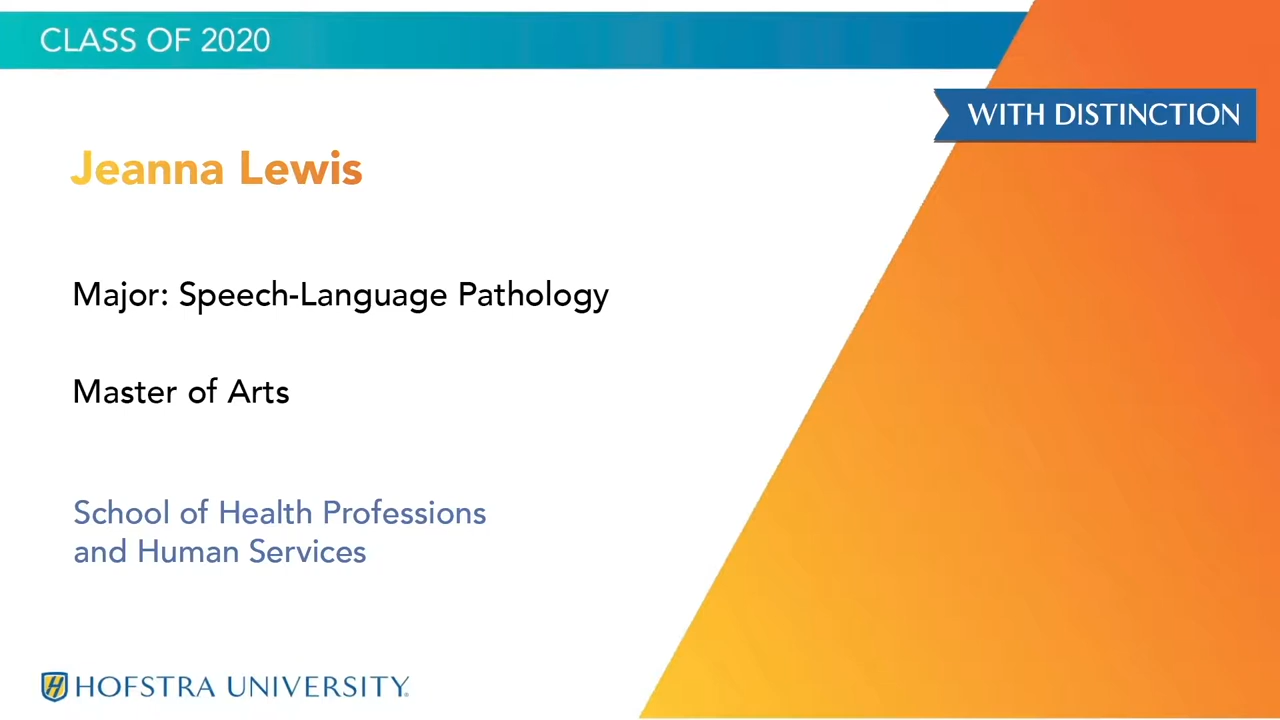 CLASS OF 2020
WITH DISTINCTION
Jeanna Lewis
Major: Speech-Language Pathology
Master of Arts
School of Health Professions
and Human Services
H HOFSTRA UNIVERSITY®